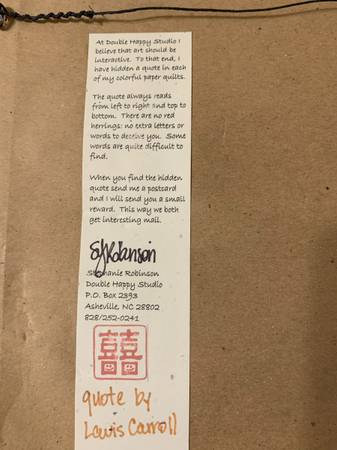 At Double Happy Studio I
believe that art should be
interactive. To that end, I
have hidden a quote in each
of my colorful paper quilts.
The quote always reads
from left to right and top to
bottom. There are no red
herrings: no extra letters or
words to deceive you. Some
words are quite difficult to
find.
When you find the hidden
quote send me a postcard
and I will send you a small
reward. This way we both
get interesting mail.
SJRobinson
Stephanie Robinson
Double Happy Studio
P.O. Box 2393
Asheville, NC 28802
828/252-0241
囍
quote by
Lewis Carroll